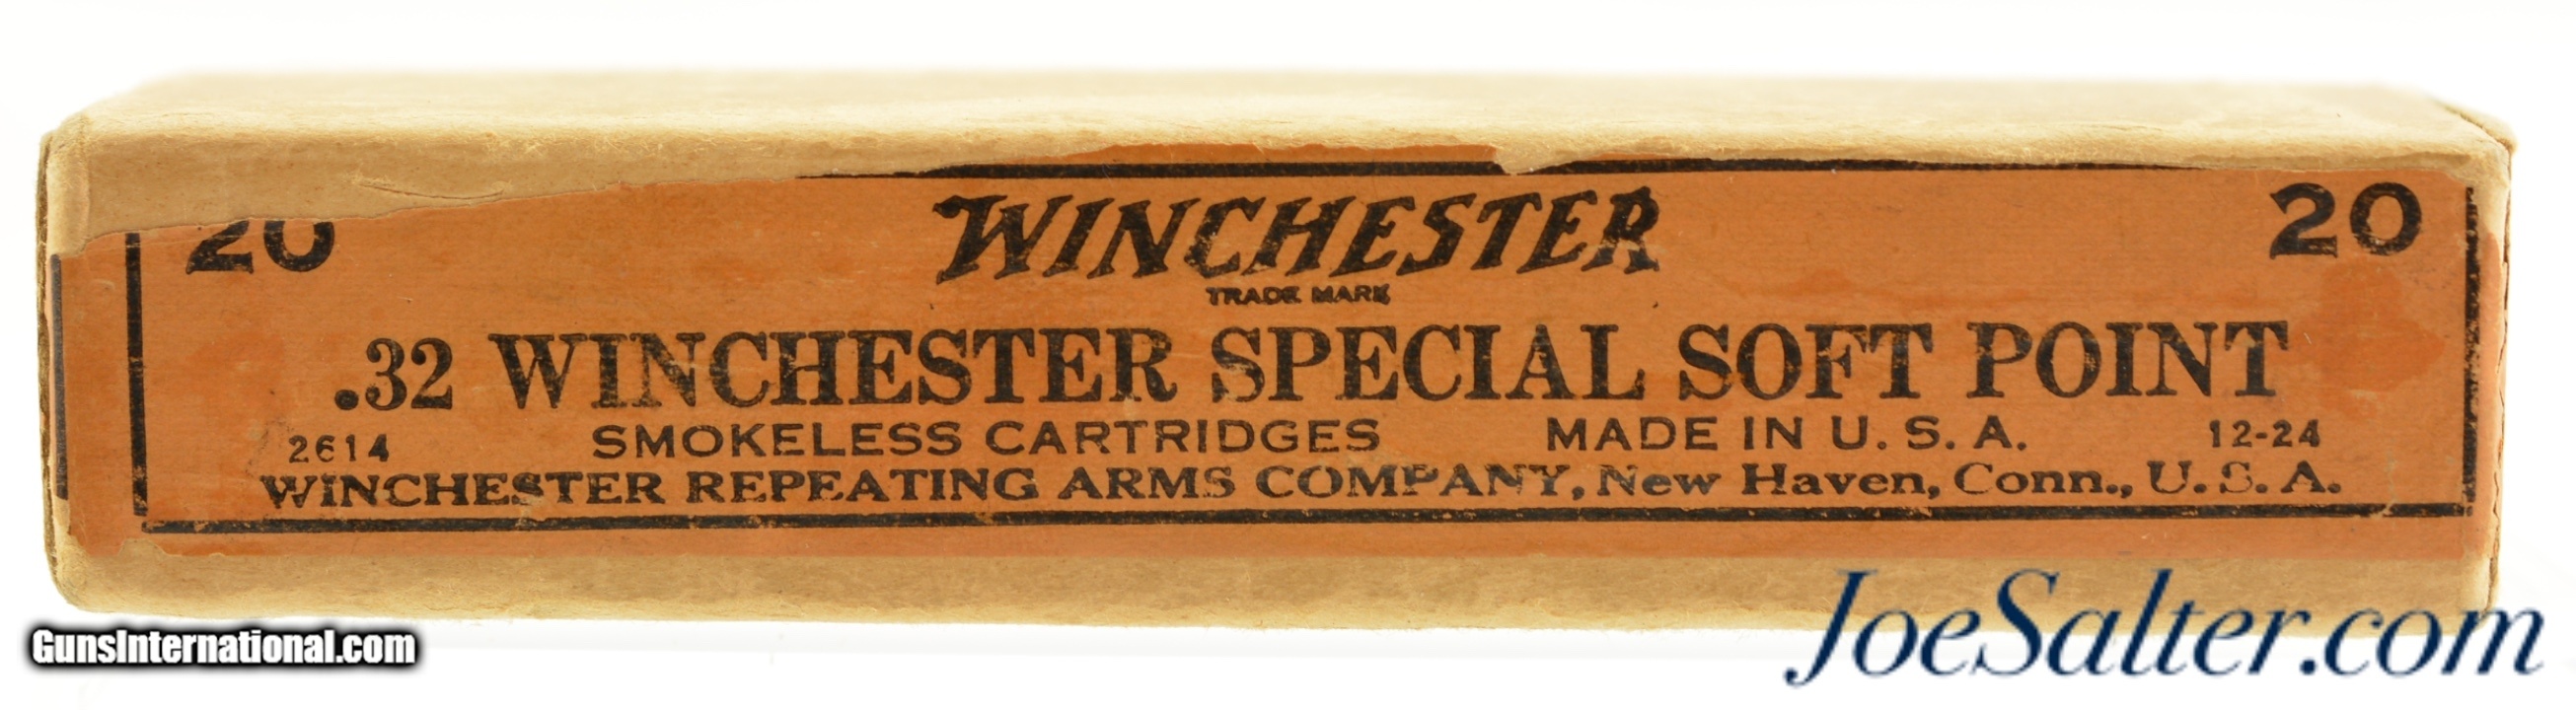 20 WINCHESTER 20
TRADE MARK
.32 WINCHESTER SPECIAL SOFT POINT
2614 SMOKELESS CARTRIDGES MADE IN U. S. A. 12-24
WINCHESTER REPEATING ARMS COMPANY, New Haven, Conn., U. S. A.
GunsInternational.com
JoeSalter.com